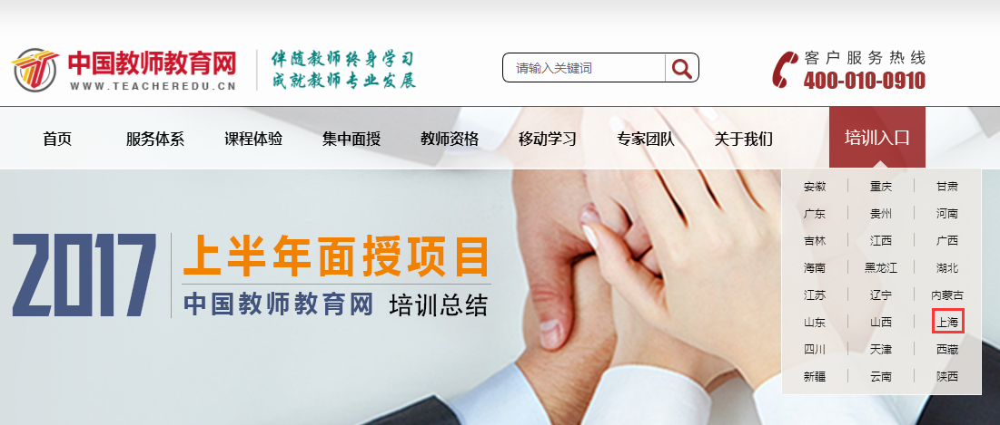 中国教师教育网
WWW.TEACHEREDU.CN
伴随教师终身学习
成就教师专业发展
请输入关键词
客户服务热线
400-010-0910
首页 服务体系 课程体验 集中面授 教师资格 移动学习 专家团队 关于我们 培训入口
安徽 重庆 甘肃
广东 贵州 河南
吉林 江西 广西
海南 黑龙江 湖北
江苏 辽宁 内蒙古
山东 山西 上海
四川 天津 西藏
新疆 云南 陕西
2017
上半年面授项目
中国教师教育网 培训总结